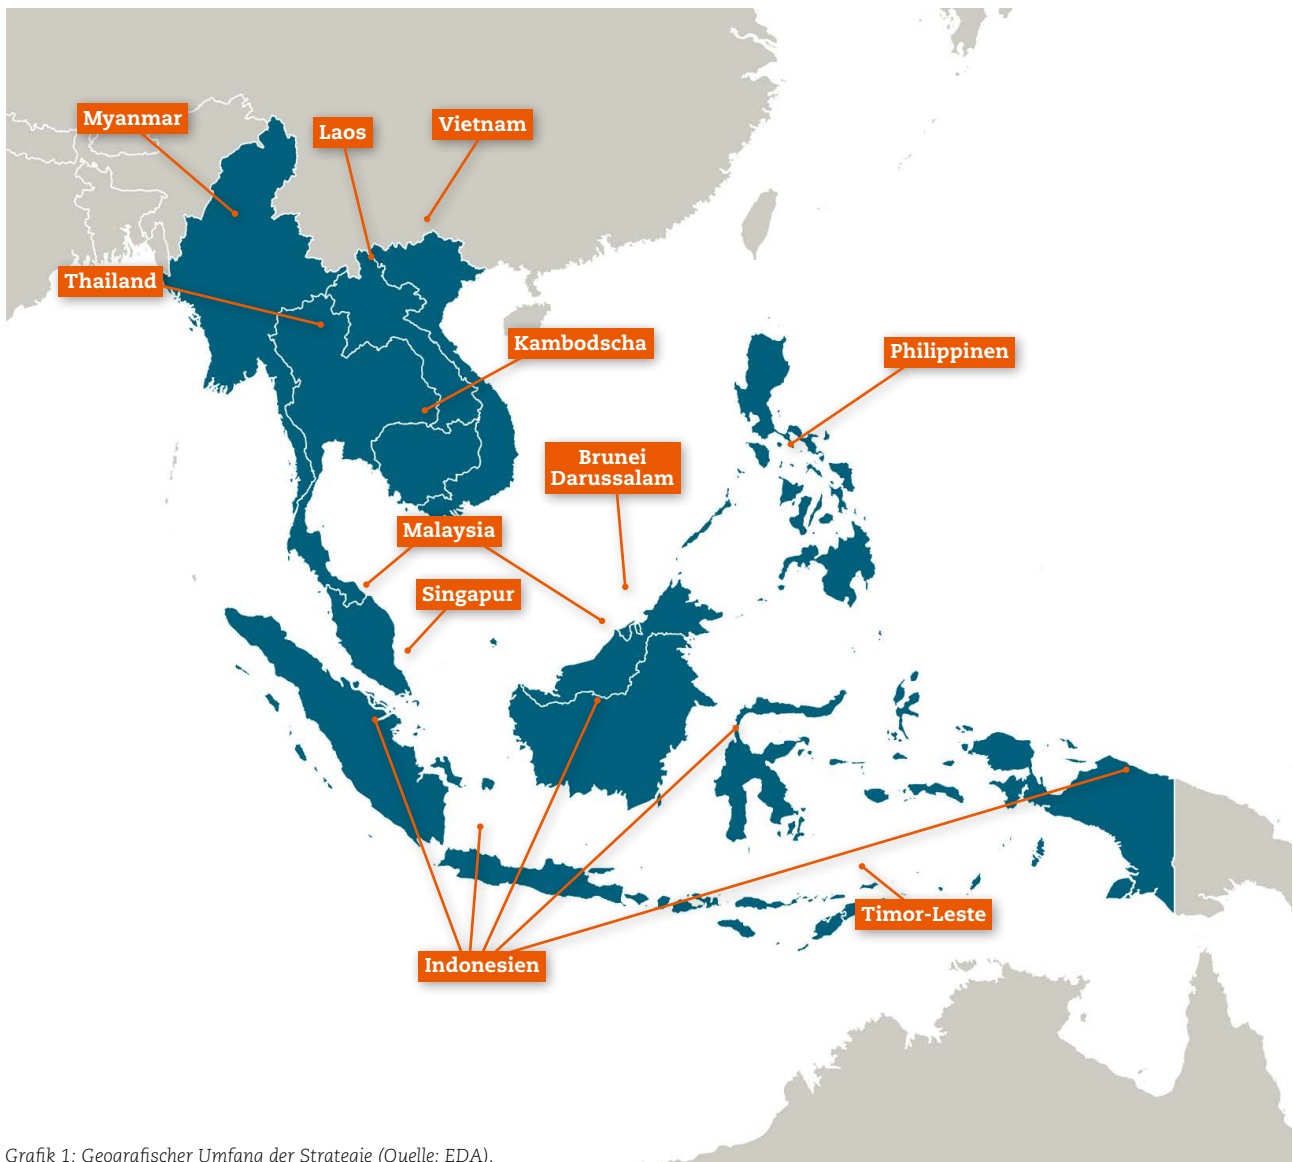 Myanmar
Laos
Vietnam
Thailand
Kambodscha
Philippinen
Brunei
Darussalam
Malaysia
Singapur
Timor-Leste
Indonesien
Grafik 1: Geografischer Umfang der Strategie (Quelle: EDA).